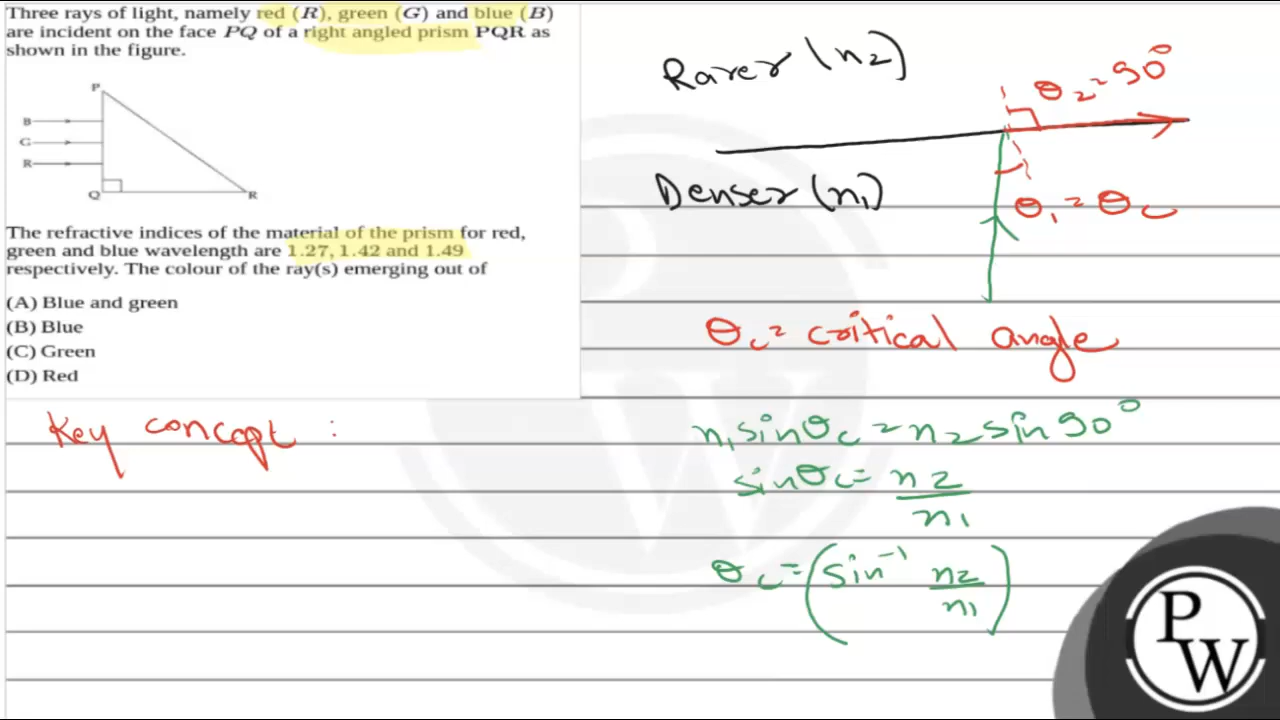 Three rays of light, namely red (R), green (G) and blue (B)
are incident on the face PQ of a right angled prism PQR as
shown in the figure.
P
B
G
R
Q
R
The refractive indices of the material of the prism for red,
green and blue wavelength are 1.27, 1.42 and 1.49
respectively. The colour of the ray(s) emerging out of
(A) Blue and green
(B) Blue
(C) Green
(D) Red
Key concept :
Rarer (n2)
θ2 = 90°
Denser (n1)
θ1 = θc
θc = critical angle
n1 sinθc = n2 sin 90°
sinθc = n2
n1
θc = (sin⁻¹ n2
n1)
PW